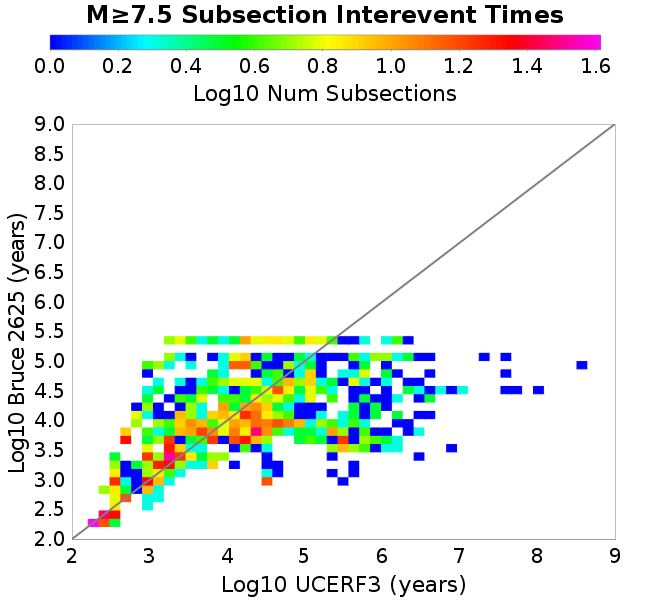 M≥7.5 Subsection Interevent Times
0.0 0.2 0.4 0.6 0.8 1.0 1.2 1.4 1.6
Log10 Num Subsections
9.0
8.5
8.0
7.5
7.0
6.5
6.0
5.5
5.0
4.5
4.0
3.5
3.0
2.5
2.0
Log10 Bruce 2625 (years)
2 3 4 5 6 7 8 9
Log10 UCERF3 (years)